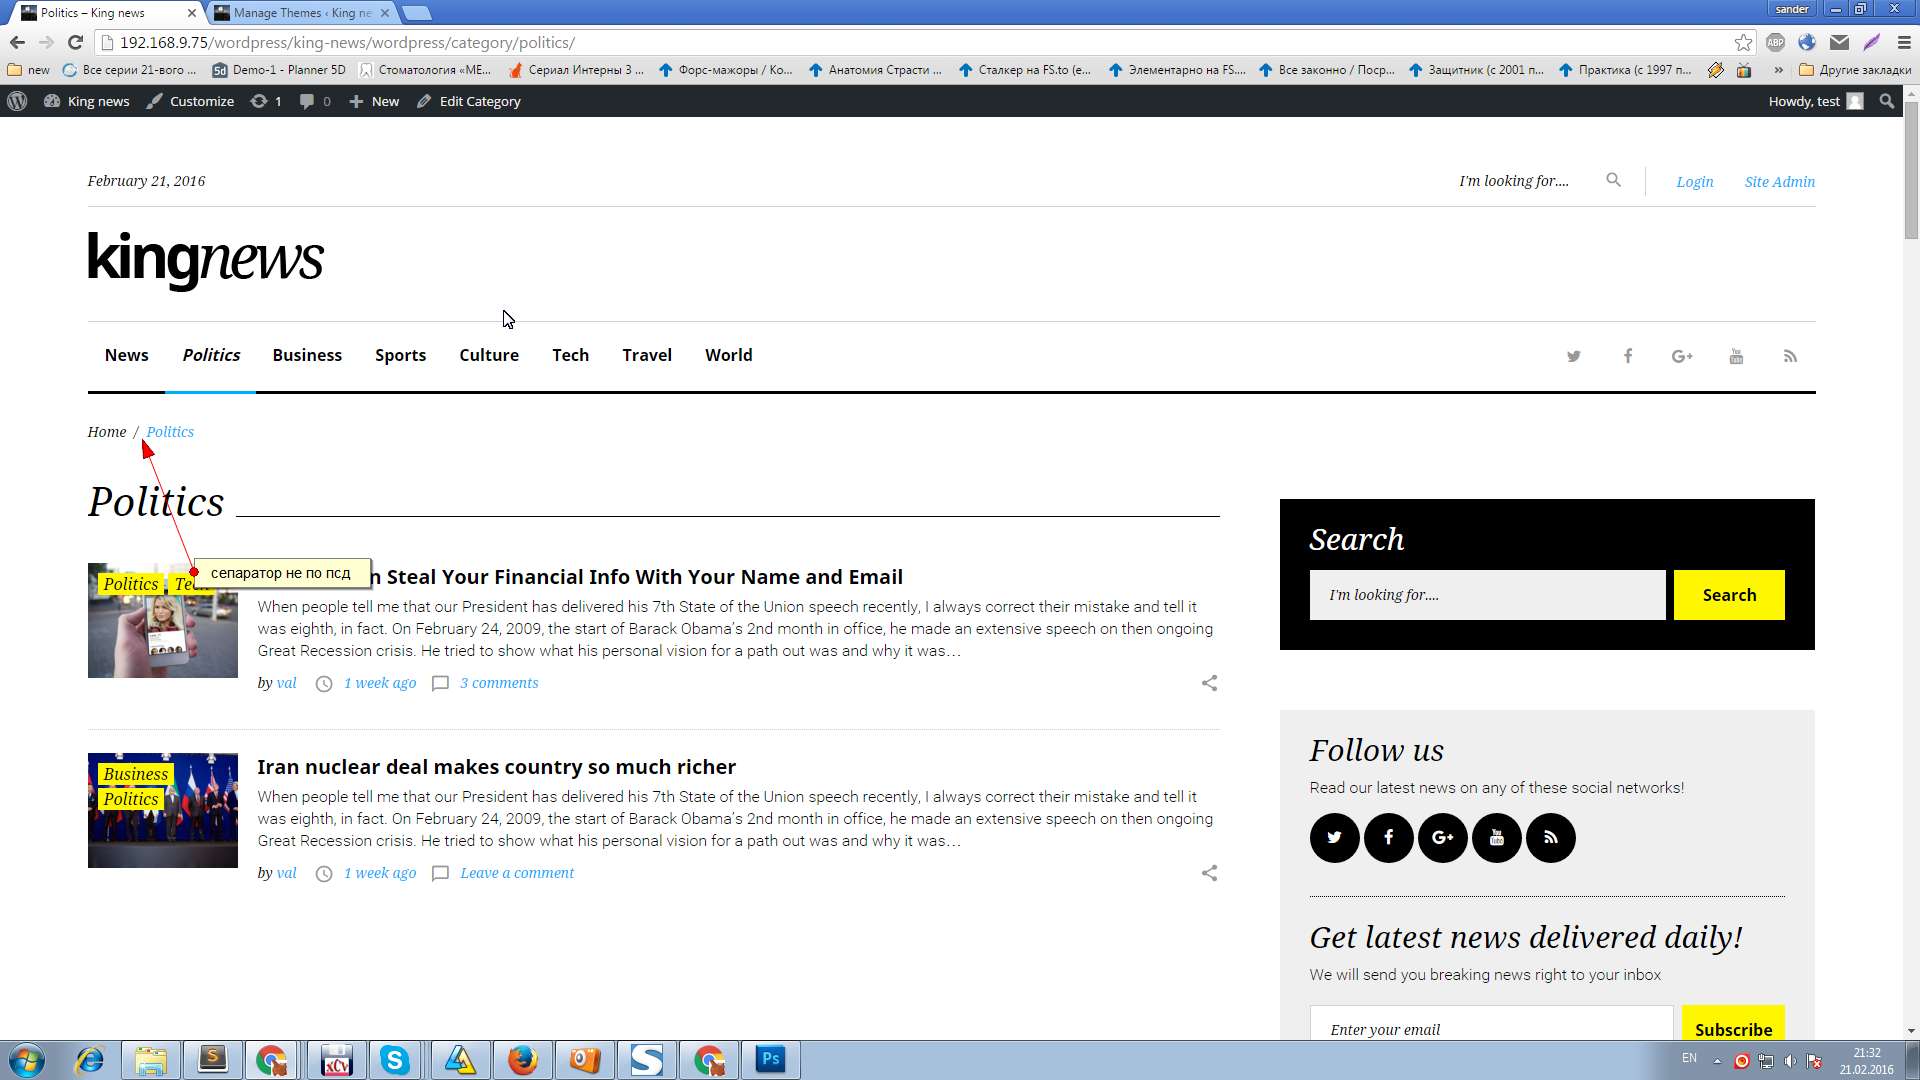 Politics – King news
Manage Themes ‹ King ne
sander
192.168.9.75/wordpress/king-news/wordpress/category/politics/
ABP
new
Все серии 21-вого ...
Demo-1 - Planner 5D
Стоматология «МЕ...
Сериал Интерны 3 ...
Форс-мажоры / Ко...
Анатомия Страсти ...
Сталкер на FS.to (е...
Элементарно на FS....
Все законно / Поср...
Защитник (с 2001 п...
Практика (с 1997 п...
»
Другие закладки
King news
Customize
1
0
New
Edit Category
Howdy, test
February 21, 2016
I'm looking for....
Login
Site Admin
kingnews
News
Politics
Business
Sports
Culture
Tech
Travel
World
Home / Politics
Politics
сепаратор не по псд
Politics
n Steal Your Financial Info With Your Name and Email
When people tell me that our President has delivered his 7th State of the Union speech recently, I always correct their mistake and tell it
was eighth, in fact. On February 24, 2009, the start of Barack Obama’s 2nd month in office, he made an extensive speech on then ongoing
Great Recession crisis. He tried to show what his personal vision for a path out was and why it was…
by val
1 week ago
3 comments
Business
Politics
Iran nuclear deal makes country so much richer
When people tell me that our President has delivered his 7th State of the Union speech recently, I always correct their mistake and tell it
was eighth, in fact. On February 24, 2009, the start of Barack Obama’s 2nd month in office, he made an extensive speech on then ongoing
Great Recession crisis. He tried to show what his personal vision for a path out was and why it was…
by val
1 week ago
Leave a comment
Search
I'm looking for....
Search
Follow us
Read our latest news on any of these social networks!
Get latest news delivered daily!
We will send you breaking news right to your inbox
Enter your email
Subscribe
xCv
Ps
EN
21:32
21.02.2016